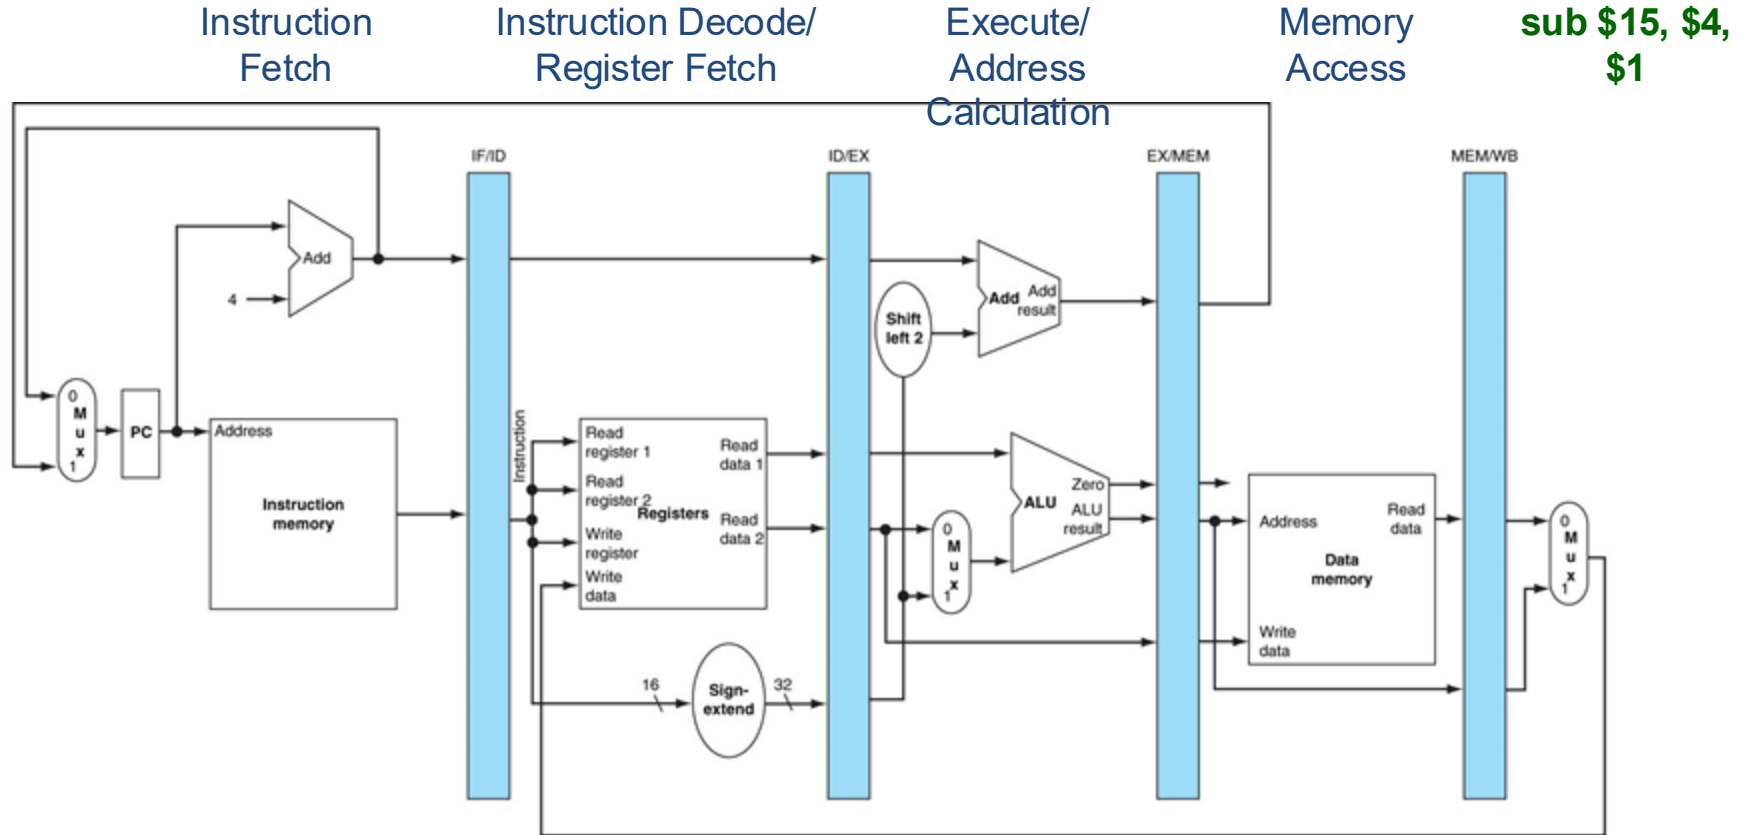 Instruction
Fetch
Instruction Decode/
Register Fetch
Execute/
Address
Calculation
Memory
Access
sub $15, $4,
$1
IF/ID
ID/EX
EX/MEM
MEM/WB
Add
4
0
M
u
x
1
PC
Address
Instruction
memory
Instruction
Read
register 1
Read
register 2
Write
register
Write
data
Registers
Read
data 1
Read
data 2
16
Sign-
extend
32
Shift
left 2
Add
Add
result
0
M
u
x
1
ALU
Zero
ALU
result
Address
Read
data
Data
memory
Write
data
0
M
u
x
1